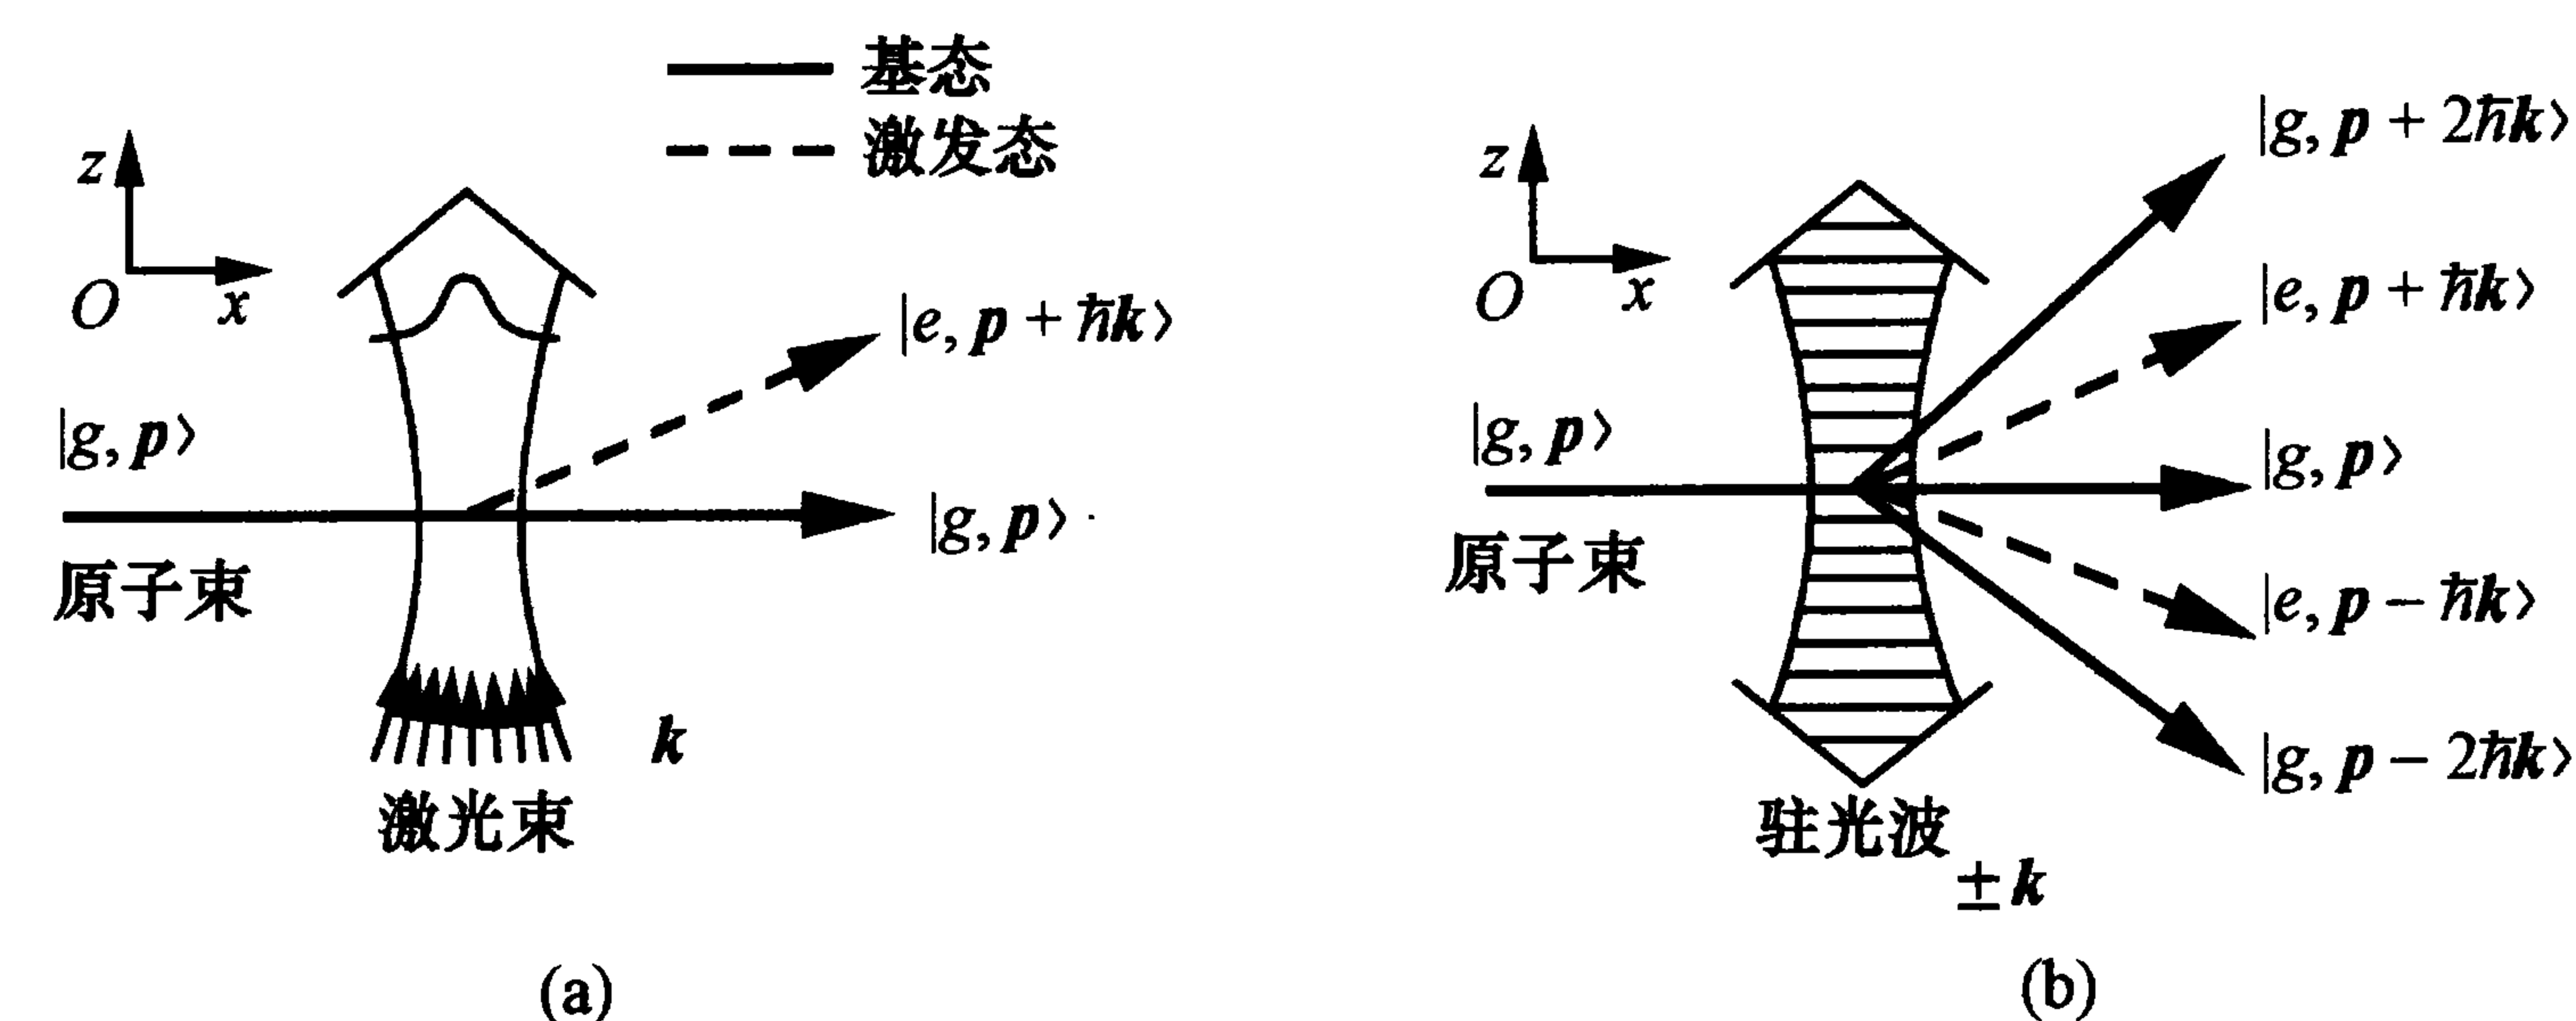 基态
激发态
z
O
x
|g, p⟩
原子束
|e, p + ħk⟩
|g, p⟩
k
激光束
(a)
z
O
x
|g, p⟩
原子束
|g, p + 2ħk⟩
|e, p + ħk⟩
|g, p⟩
|e, p − ħk⟩
|g, p − 2ħk⟩
驻光波
±k
(b)